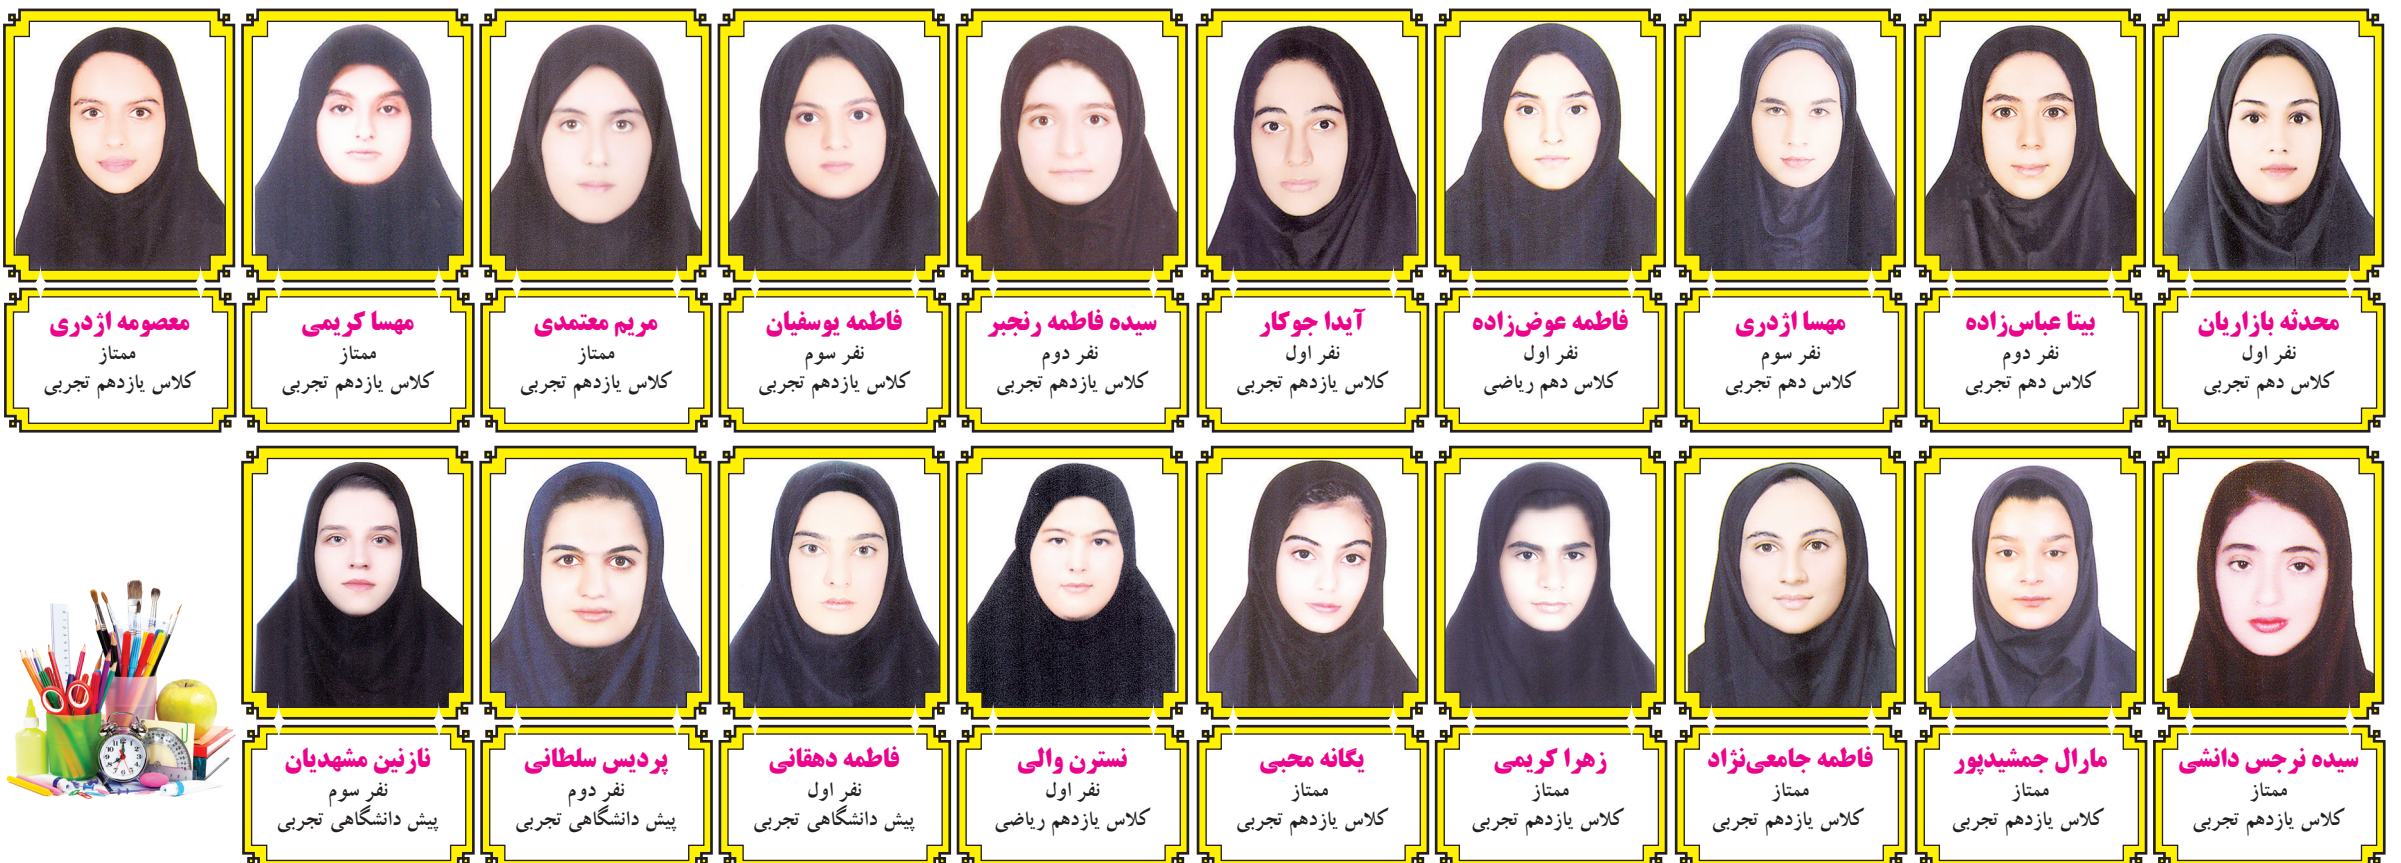 محدثه بازاریان
نفر اول
کلاس دهم تجربی
بیتا عباس‌زاده
نفر دوم
کلاس دهم تجربی
مهسا اژدری
نفر سوم
کلاس دهم تجربی
فاطمه عوض‌زاده
نفر اول
کلاس دهم ریاضی
آیدا جوکار
نفر اول
کلاس یازدهم تجربی
سیده فاطمه رنجبر
نفر دوم
کلاس یازدهم تجربی
فاطمه یوسفیان
نفر سوم
کلاس یازدهم تجربی
مریم معتمدی
ممتاز
کلاس یازدهم تجربی
مهسا کریمی
ممتاز
کلاس یازدهم تجربی
معصومه اژدری
ممتاز
کلاس یازدهم تجربی
سیده نرجس دانشی
ممتاز
کلاس یازدهم تجربی
مارال جمشیدپور
ممتاز
کلاس یازدهم تجربی
فاطمه جامعی‌نژاد
ممتاز
کلاس یازدهم تجربی
زهرا کریمی
ممتاز
کلاس یازدهم تجربی
یگانه محبی
ممتاز
کلاس یازدهم تجربی
نسترن والی
نفر اول
کلاس یازدهم ریاضی
فاطمه دهقانی
نفر اول
پیش دانشگاهی تجربی
پردیس سلطانی
نفر دوم
پیش دانشگاهی تجربی
نازنین مشهدیان
نفر سوم
پیش دانشگاهی تجربی